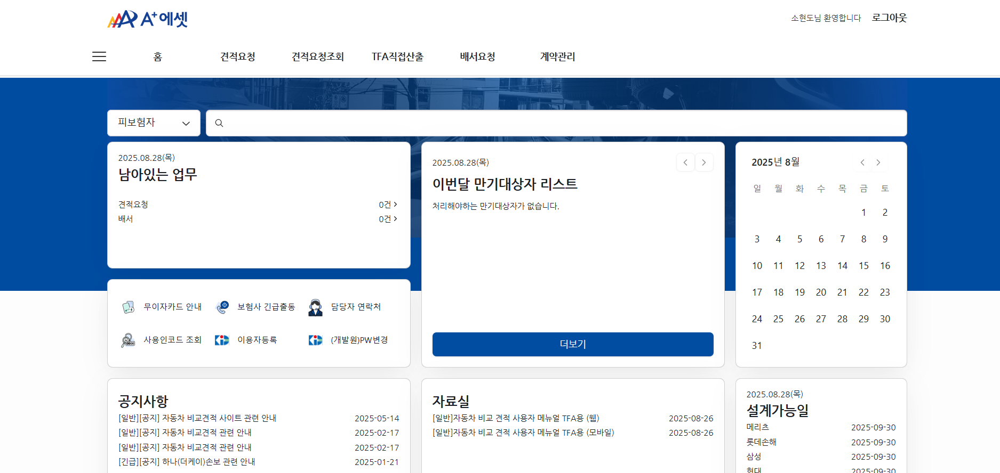 A+에셋
소현도님 환영합니다 로그아웃
홈 견적요청 견적요청조회 TFA직접산출 배서요청 계약관리
피보험자
2025.08.28(목)
남아있는 업무
견적요청 0건
배서 0건
무이자카드 안내 보험사 긴급출동 담당자 연락처
사용인코드 조회 이용자등록 (개발원)PW변경
2025.08.28(목)
이번달 만기대상자 리스트
처리해야하는 만기대상자가 없습니다.
더보기
2025년 8월
일 월 화 수 목 금 토
1 2
3 4 5 6 7 8 9
10 11 12 13 14 15 16
17 18 19 20 21 22 23
24 25 26 27 28 29 30
31
공지사항
[일반][공지] 자동차 비교견적 사이트 관련 안내 2025-05-14
[일반][공지] 자동차 비교견적 관련 안내 2025-02-17
[일반][공지] 자동차 비교견적 관련 안내 2025-02-17
[긴급][공지] 하나(더케이)손보 관련 안내 2025-01-21
자료실
[일반]자동차 비교 견적 사용자 메뉴얼 TFA용 (웹) 2025-08-26
[일반]자동차 비교 견적 사용자 메뉴얼 TFA용 (모바일) 2025-08-26
2025.08.28(목)
설계가능일
메리츠 2025-09-30
롯데손해 2025-09-30
삼성 2025-09-30
현대 2025-09-30